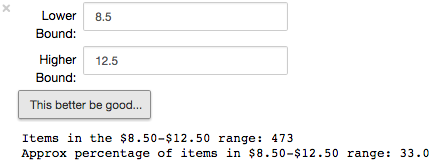 ×
Lower
Bound:
8.5
Higher
Bound:
12.5
This better be good...
Items in the $8.50-$12.50 range: 473
Approx percentage of items in $8.50-$12.50 range: 33.0